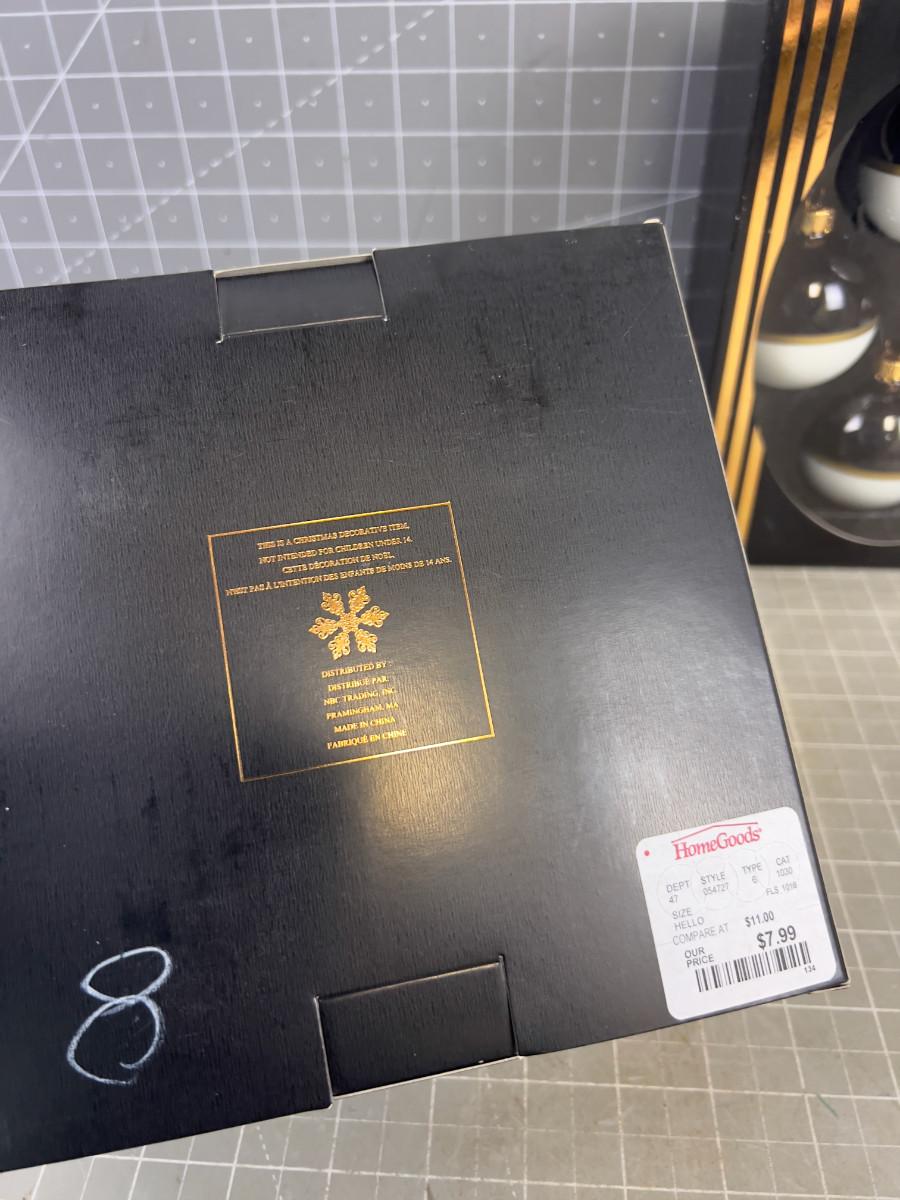 THIS IS A CHRISTMAS DECORATIVE ITEM,
NOT INTENDED FOR CHILDREN UNDER 14.
CETTE DÉCORATION DE NOËL,
N'EST PAS À L'INTENTION DES ENFANTS DE MOINS DE 14 ANS.
DISTRIBUTED BY :
DISTRIBUÉ PAR:
NBC TRADING, INC
FRAMINGHAM, MA
MADE IN CHINA
FABRIQUÉ EN CHINE
HomeGoods
DEPT STYLE TYPE CAT
47 054727 6 1030
SIZE FLS 1016
HELLO
COMPARE AT $11.00
OUR PRICE $7.99
134
8